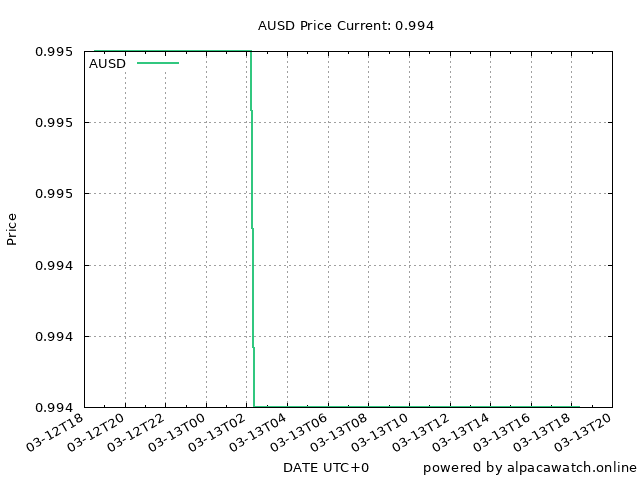 AUSD Price Current: 0.994
0.995
AUSD
0.995
0.995
0.994
0.994
0.994
Price
03-12T18
03-12T20
03-12T22
03-13T00
03-13T02
03-13T04
03-13T06
03-13T08
03-13T10
03-13T12
03-13T14
03-13T16
03-13T18
03-13T20
DATE UTC+0
powered by alpacawatch.online